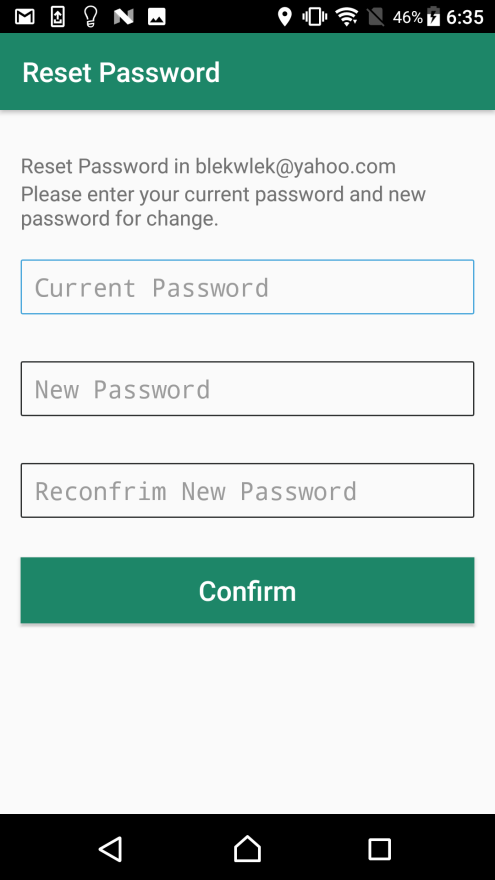 46% 6:35
Reset Password
Reset Password in blekwlek@yahoo.com
Please enter your current password and new
password for change.
Current Password
New Password
Reconfrim New Password
Confirm